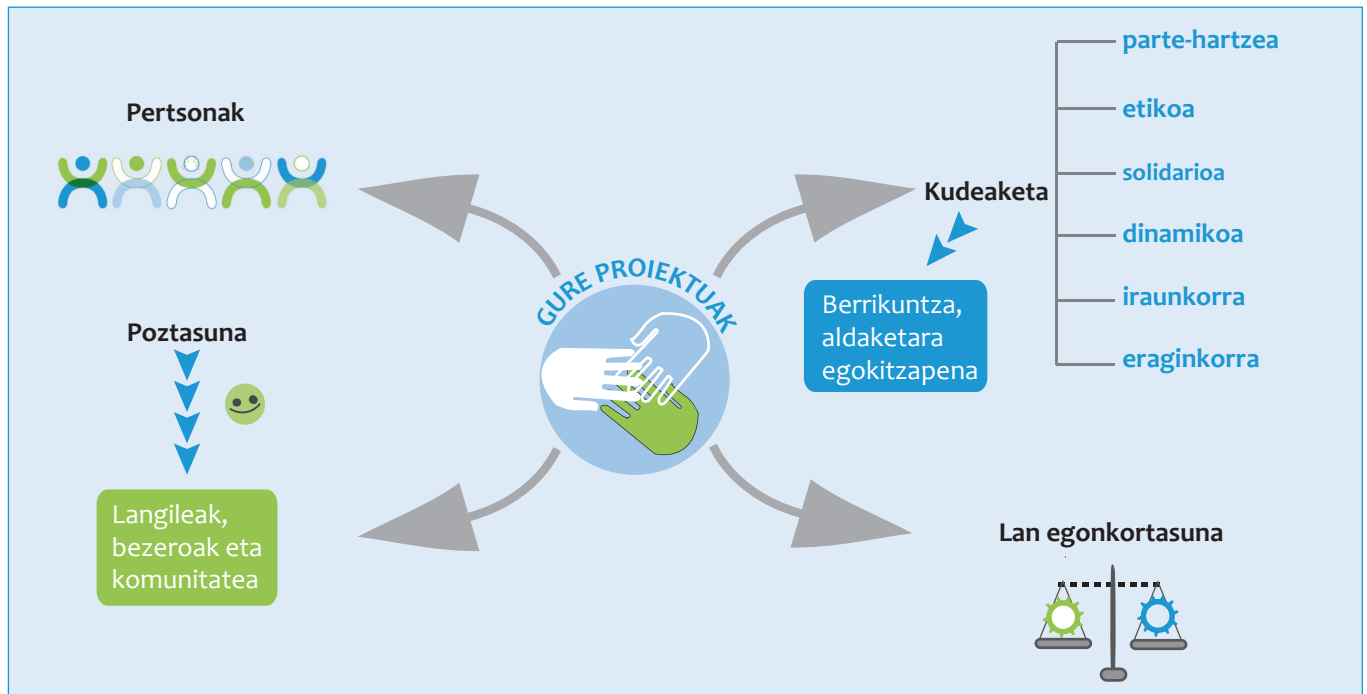 Pertsonak
Poztasuna
Langileak,
bezeroak eta
komunitatea
GURE PROIEKTUAK
Kudeaketa
Berrikuntza,
aldaketara
egokitzapena
parte-hartzea
etikoa
solidarioa
dinamikoa
iraunkorra
eraginkorra
Lan egonkortasuna